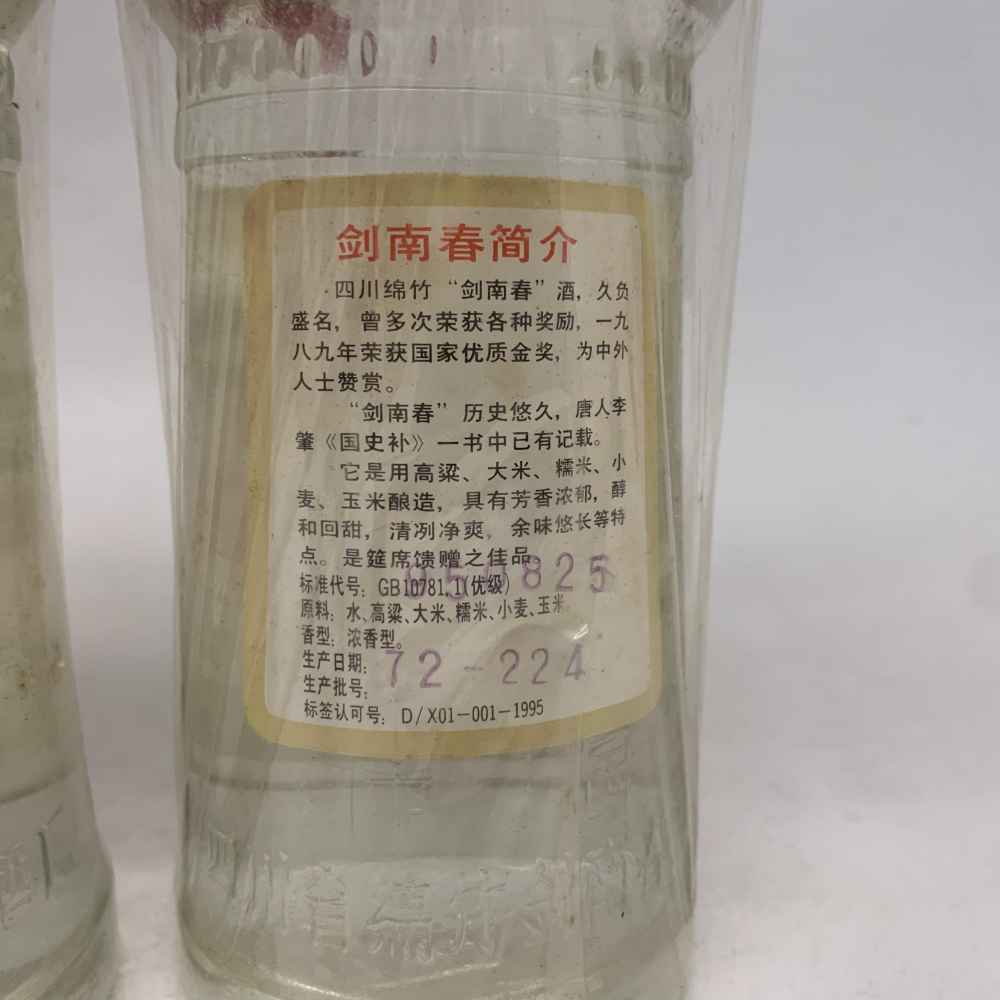 剑南春简介
四川绵竹“剑南春”酒，久负
盛名，曾多次荣获各种奖励，一九
八九年荣获国家优质金奖，为中外
人士赞赏。
“剑南春”历史悠久，唐人李
肇《国史补》一书中已有记载。
它是用高粱、大米、糯米、小
麦、玉米酿造，具有芳香浓郁，醇
和回甜，清冽净爽，余味悠长等特
点。是筵席馈赠之佳品。
950825
标准代号：GB10781.1(优级)
原料：水、高粱、大米、糯米、小麦、玉米
香型：浓香型。
生产日期：
72-224
生产批号：
标签认可号：D/X01-001-1995
四川省